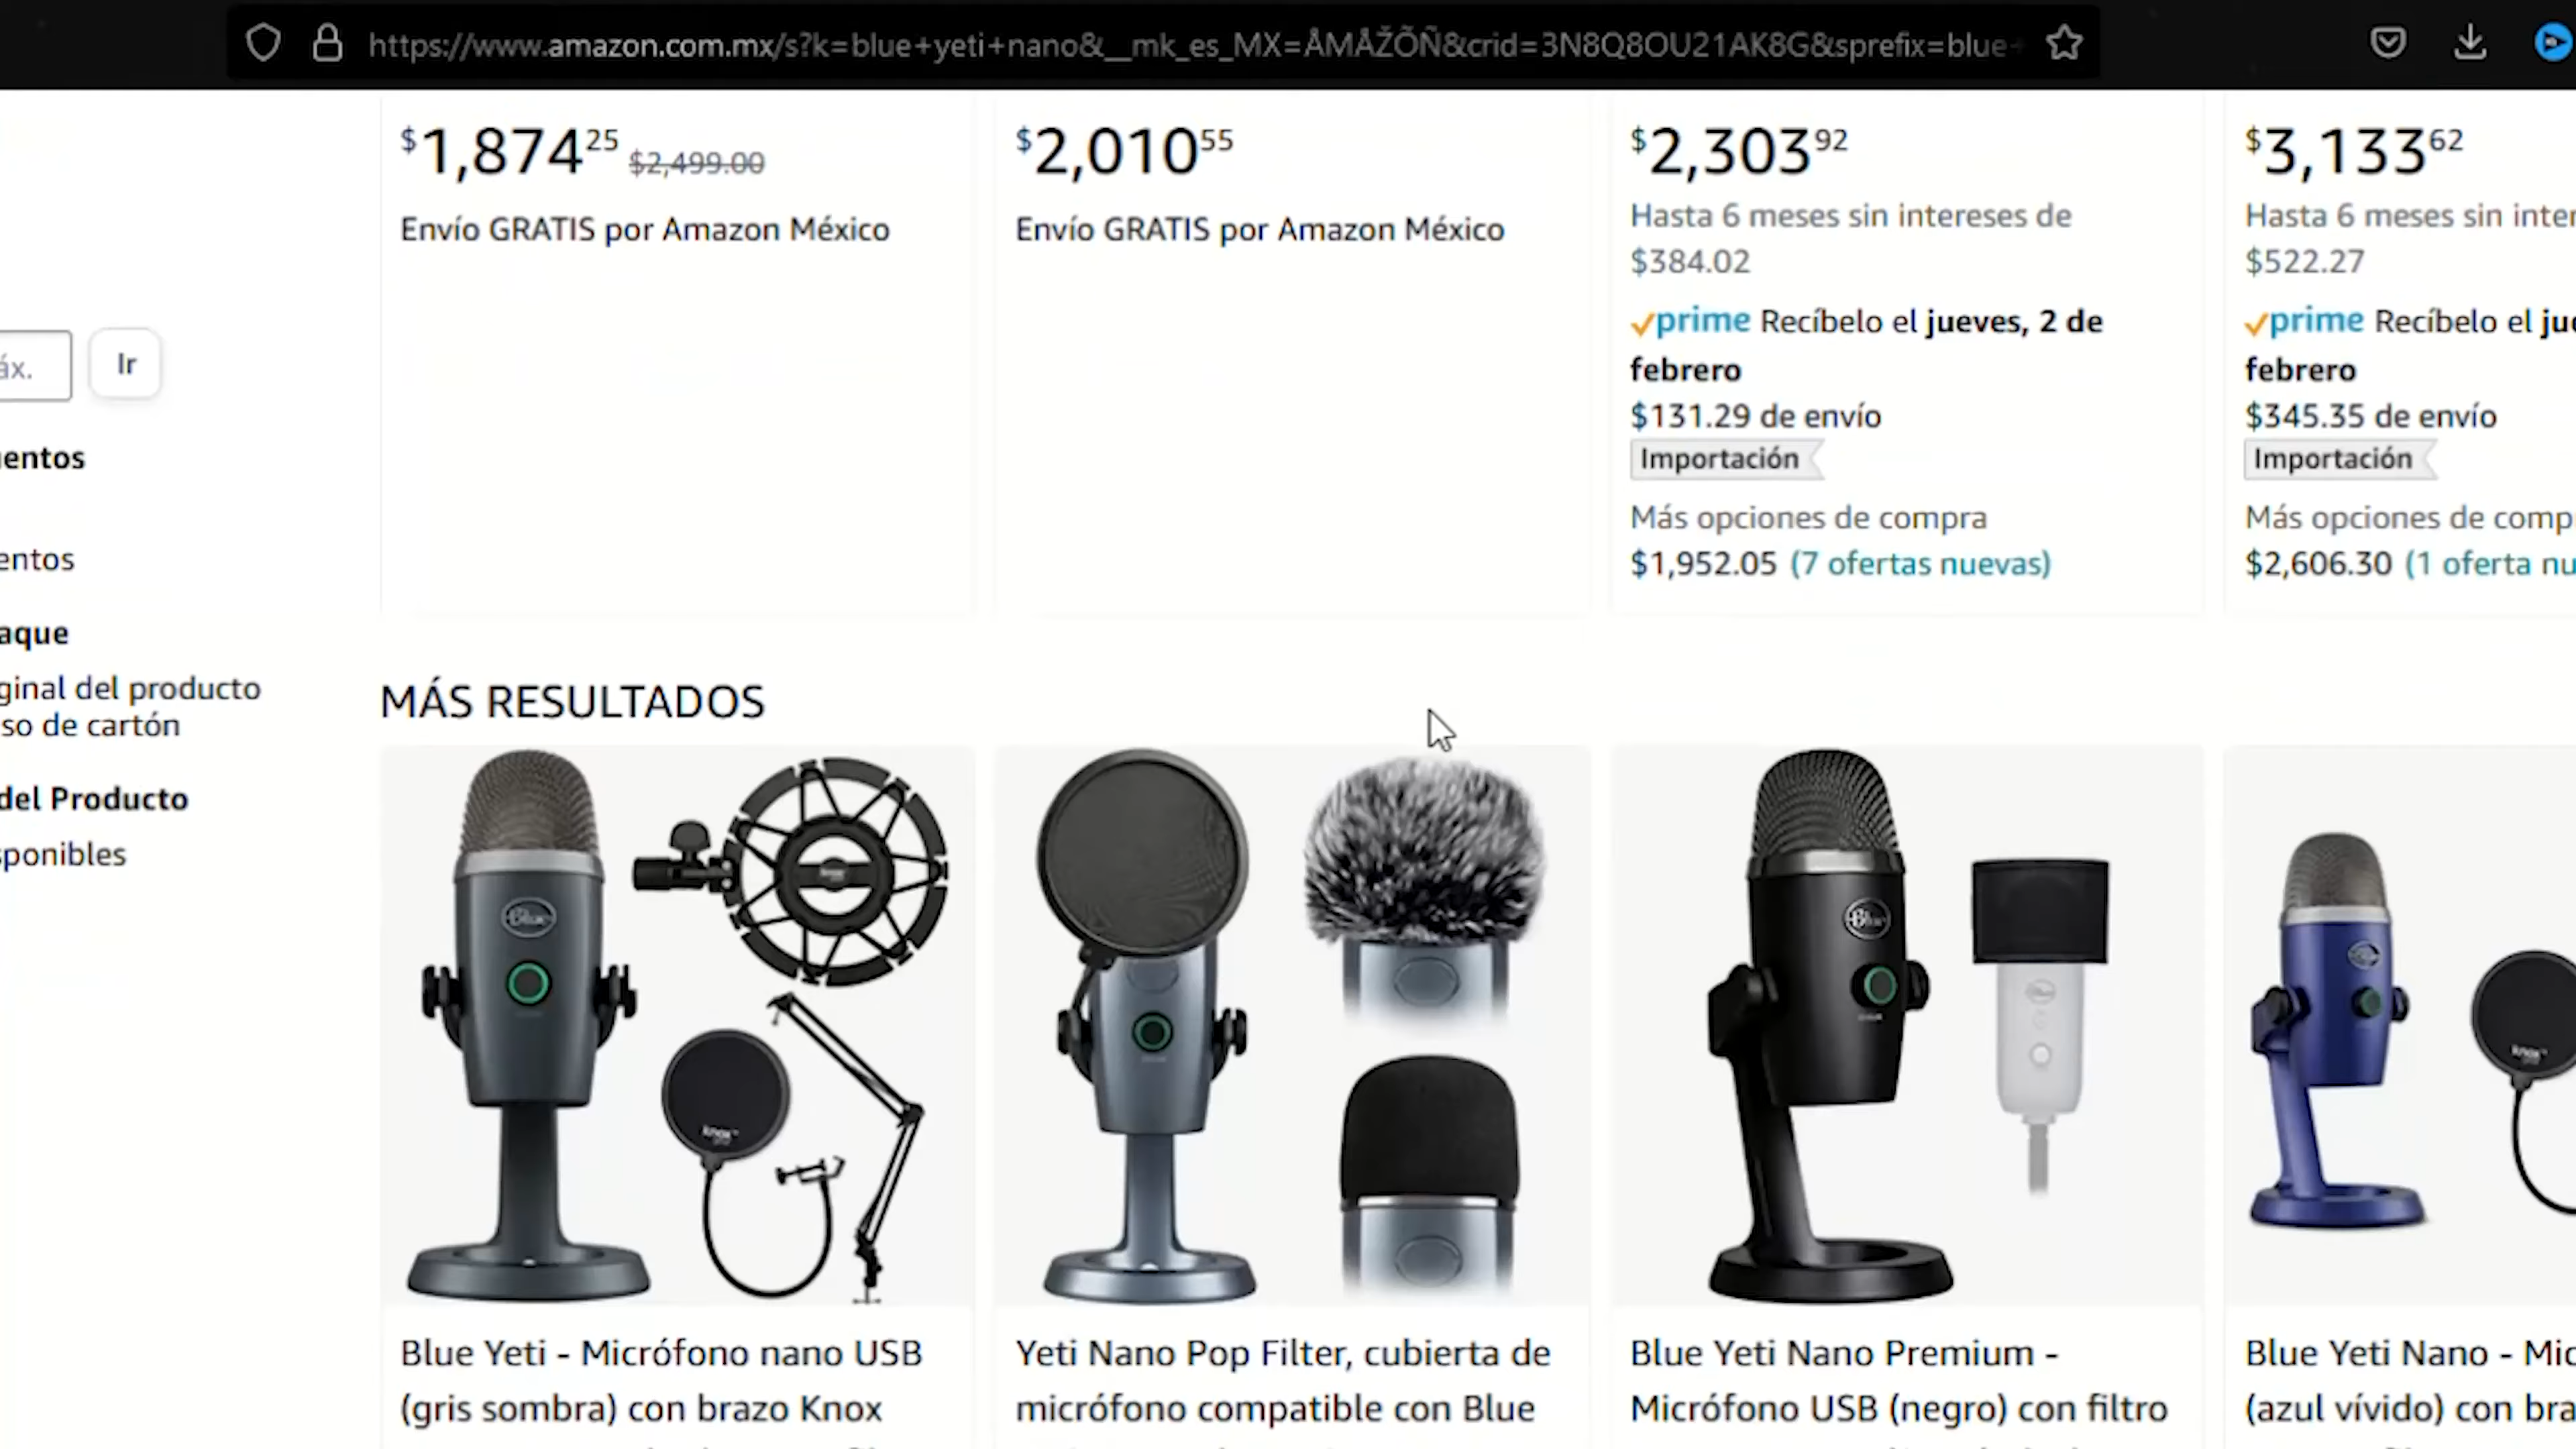 https://www.amazon.com.mx/s?k=blue+yeti+nano&__mk_es_MX=ÅMÅŽÕÑ&crid=3N8Q8OU21AK8G&sprefix=blue
$1,874.25 $2,499.00
Envío GRATIS por Amazon México
$2,010.55
Envío GRATIS por Amazon México
$2,303.92
Hasta 6 meses sin intereses de
$384.02
prime Recíbelo el jueves, 2 de
febrero
$131.29 de envío
Importación
Más opciones de compra
$1,952.05 (7 ofertas nuevas)
$3,133.62
Hasta 6 meses sin inter
$522.27
prime Recíbelo el jue
febrero
$345.35 de envío
Importación
Más opciones de comp
$2,606.30 (1 oferta nu
áx.
Ir
entos
entos
aque
ginal del producto
so de cartón
del Producto
sponibles
MÁS RESULTADOS
Blue
knox
Blue
knox
Blue Yeti - Micrófono nano USB
(gris sombra) con brazo Knox
Yeti Nano Pop Filter, cubierta de
micrófono compatible con Blue
Blue Yeti Nano Premium -
Micrófono USB (negro) con filtro
Blue Yeti Nano - Mic
(azul vívido) con bra